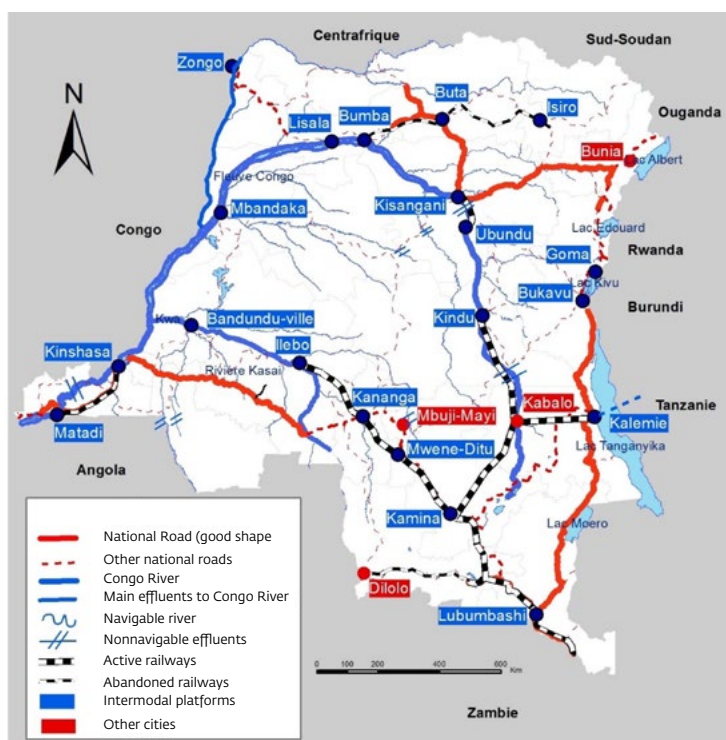 Centrafrique
Sud-Soudan
Zongo
N
Buta
Isiro
Bumba
Lisala
Ouganda
Bunia
Lac Albert
Fleuve Congo
Kisangani
Mbandaka
Lac Edouard
Congo
Ubundu
Goma
Rwanda
Lac Kivu
Bukavu
Burundi
Kwa
Bandundu-ville
Kindu
Ilebo
Kinshasa
Riviere Kasai
Kananga
Mbuji-Mayi
Kabalo
Tanzanie
Kalemie
Matadi
Mwene-Ditu
Lac Tanganyika
Angola
Kamina
Lac Moero
Dilolo
Lubumbashi
National Road (good shape
Other national roads
Congo River
Main effluents to Congo River
Navigable river
Nonnavigable effluents
Active railways
Abandoned railways
Intermodal platforms
Other cities
0 100 200 400 600
Km
Zambie